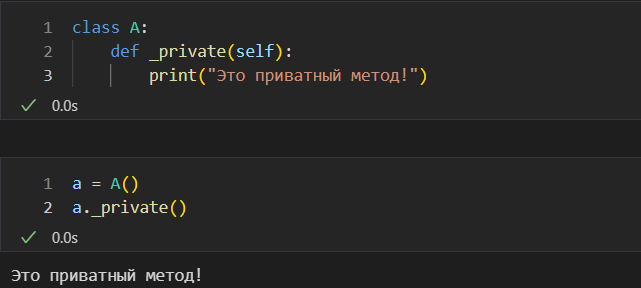 1 class A:
2     def _private(self):
3         print("Это приватный метод!")
✓ 0.0s
1 a = A()
2 a._private()
✓ 0.0s
Это приватный метод!